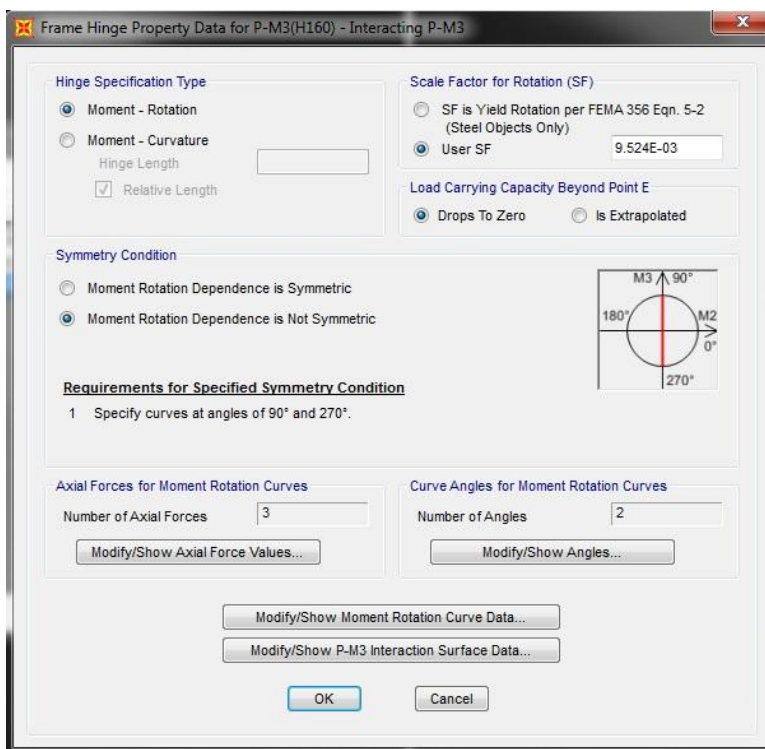 Frame Hinge Property Data for P-M3(H160) - Interacting P-M3
Hinge Specification Type
Moment - Rotation
Moment - Curvature
Hinge Length
Relative Length
Scale Factor for Rotation (SF)
SF is Yield Rotation per FEMA 356 Eqn. 5-2
(Steel Objects Only)
User SF
9.524E-03
Load Carrying Capacity Beyond Point E
Drops To Zero
Is Extrapolated
Symmetry Condition
Moment Rotation Dependence is Symmetric
Moment Rotation Dependence is Not Symmetric
Requirements for Specified Symmetry Condition
1 Specify curves at angles of 90° and 270°.
M3 90°
180° M2
0°
270°
Axial Forces for Moment Rotation Curves
Number of Axial Forces 3
Modify/Show Axial Force Values...
Curve Angles for Moment Rotation Curves
Number of Angles 2
Modify/Show Angles...
Modify/Show Moment Rotation Curve Data...
Modify/Show P-M3 Interaction Surface Data...
OK Cancel